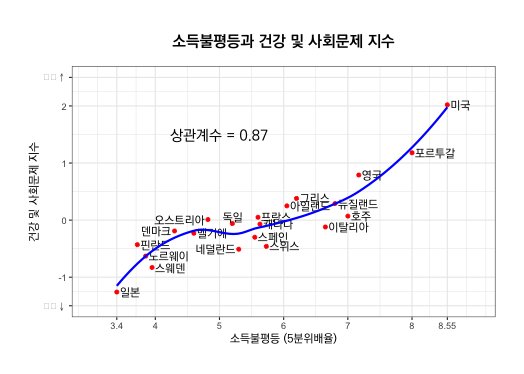 소득불평등과 건강 및 사회문제 지수
↑
2
1
0
-1
↓
건강 및 사회문제 지수
상관계수 = 0.87
미국
포르투갈
영국
그리스
아일랜드
뉴질랜드
호주
이탈리아
프랑스
캐나다
스페인
스위스
독일
오스트리아
벨기에
네덜란드
덴마크
핀란드
노르웨이
스웨덴
일본
3.4
4
5
6
7
8
8.55
소득불평등 (5분위배율)